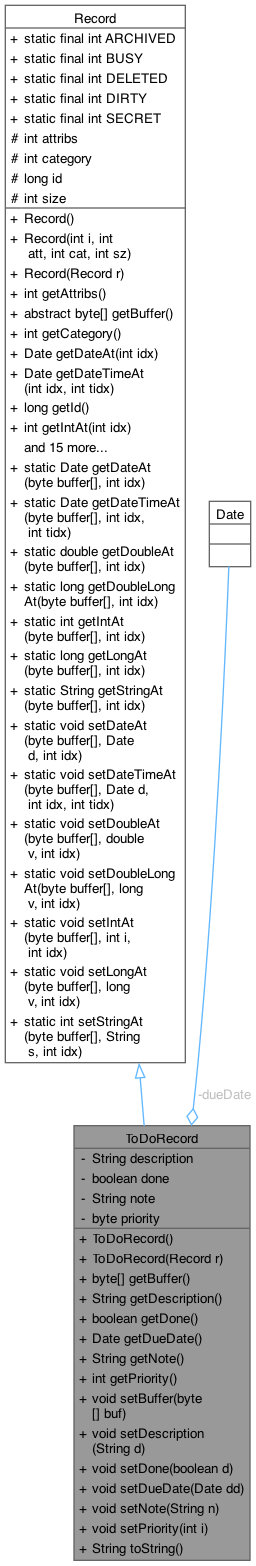 Record
+ static final int ARCHIVED
+ static final int BUSY
+ static final int DELETED
+ static final int DIRTY
+ static final int SECRET
# int attribs
# int category
# long id
# int size
+ Record()
+ Record(int i, int
att, int cat, int sz)
+ Record(Record r)
+ int getAttribs()
+ abstract byte[] getBuffer()
+ int getCategory()
+ Date getDateAt(int idx)
+ Date getDateTimeAt
(int idx, int tidx)
+ long getId()
+ int getIntAt(int idx)
and 15 more...
+ static Date getDateAt
(byte buffer[], int idx)
+ static Date getDateTimeAt
(byte buffer[], int idx,
int tidx)
+ static double getDoubleAt
(byte buffer[], int idx)
+ static long getDoubleLong
At(byte buffer[], int idx)
+ static int getIntAt
(byte buffer[], int idx)
+ static long getLongAt
(byte buffer[], int idx)
+ static String getStringAt
(byte buffer[], int idx)
+ static void setDateAt
(byte buffer[], Date
d, int idx)
+ static void setDateTimeAt
(byte buffer[], Date d,
int idx, int tidx)
+ static void setDoubleAt
(byte buffer[], double
v, int idx)
+ static void setDoubleLong
At(byte buffer[], long
v, int idx)
+ static void setIntAt
(byte buffer[], int i,
int idx)
+ static void setLongAt
(byte buffer[], long
v, int idx)
+ static int setStringAt
(byte buffer[], String
s, int idx)
Date
-dueDate
ToDoRecord
- String description
- boolean done
- String note
- byte priority
+ ToDoRecord()
+ ToDoRecord(Record r)
+ byte[] getBuffer()
+ String getDescription()
+ boolean getDone()
+ Date getDueDate()
+ String getNote()
+ int getPriority()
+ void setBuffer(byte
[] buf)
+ void setDescription
(String d)
+ void setDone(boolean d)
+ void setDueDate(Date dd)
+ void setNote(String n)
+ void setPriority(int i)
+ String toString()